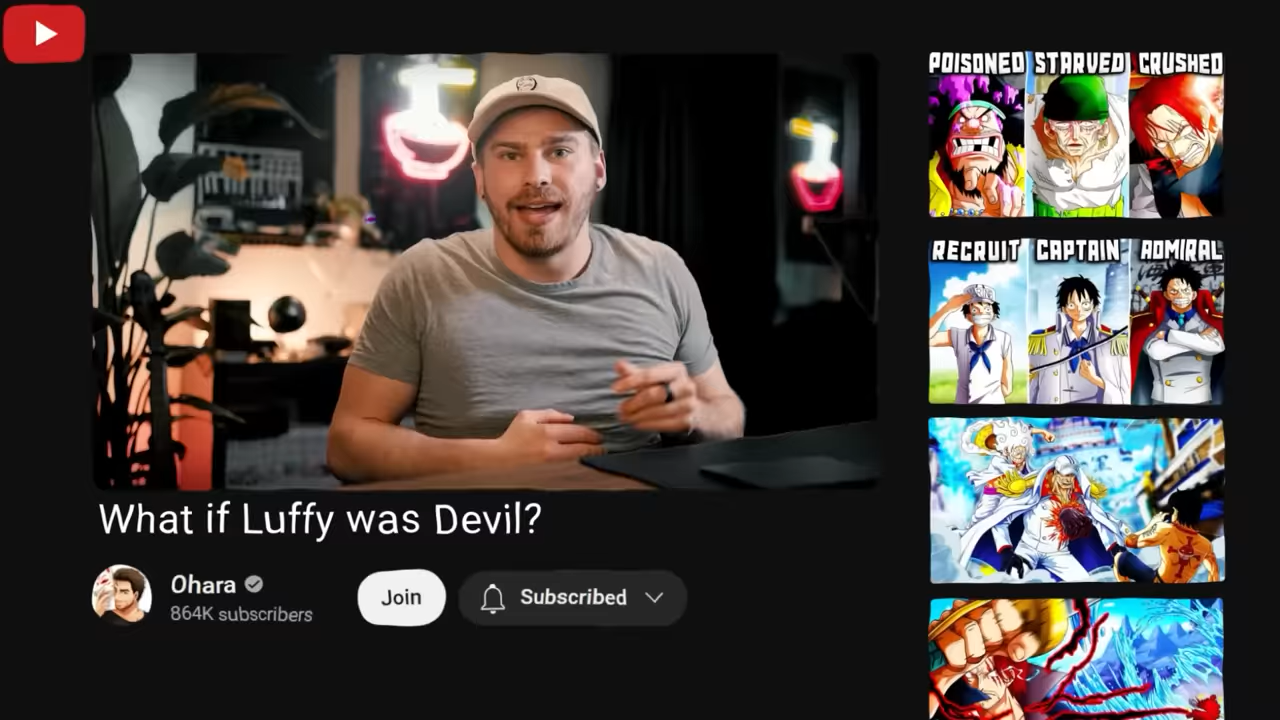 What if Luffy was Devil?
Ohara
864K subscribers
Join
Subscribed
POISONED STARVED CRUSHED
RECRUIT CAPTAIN ADMIRAL